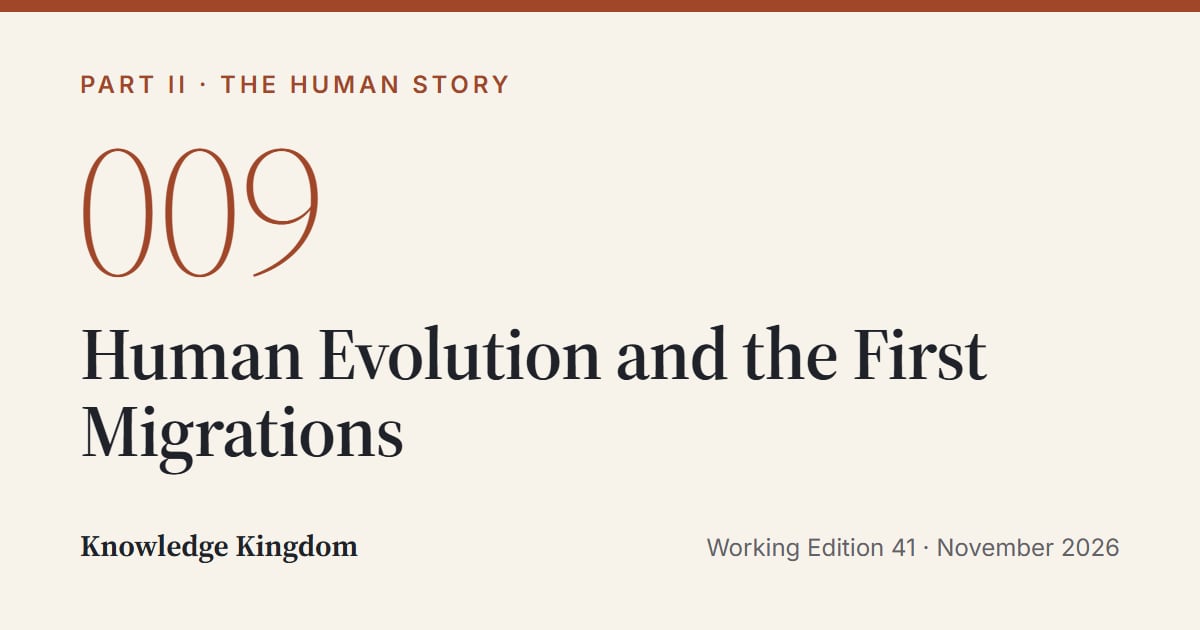 PART II · THE HUMAN STORY
009
Human Evolution and the First
Migrations
Knowledge Kingdom
Working Edition 41 · November 2026